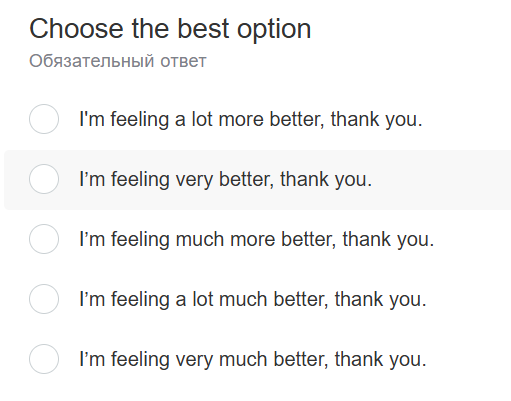 Choose the best option
Обязательный ответ
I'm feeling a lot more better, thank you.
I’m feeling very better, thank you.
I’m feeling much more better, thank you.
I’m feeling a lot much better, thank you.
I’m feeling very much better, thank you.